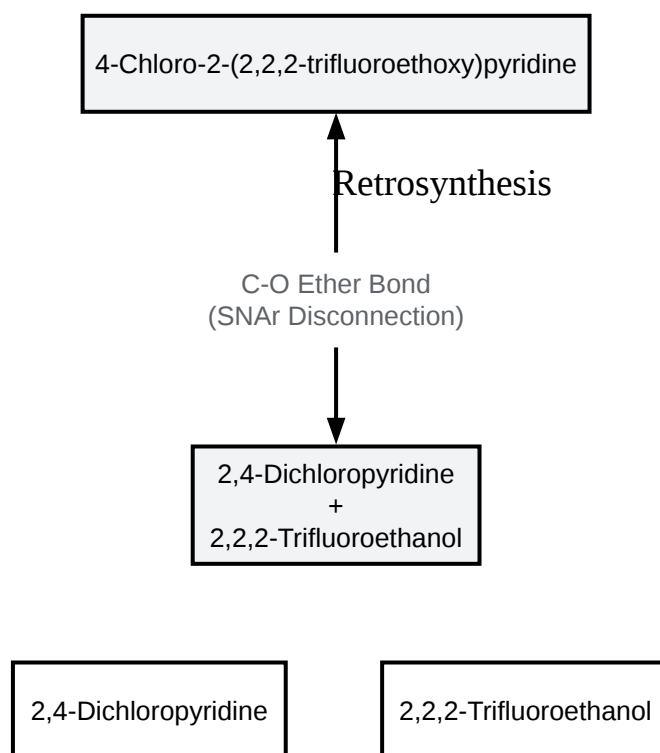 4-Chloro-2-(2,2,2-trifluoroethoxy)pyridine
Retrosynthesis
C-O Ether Bond
(SNAr Disconnection)
2,4-Dichloropyridine
+
2,2,2-Trifluoroethanol
2,4-Dichloropyridine
2,2,2-Trifluoroethanol